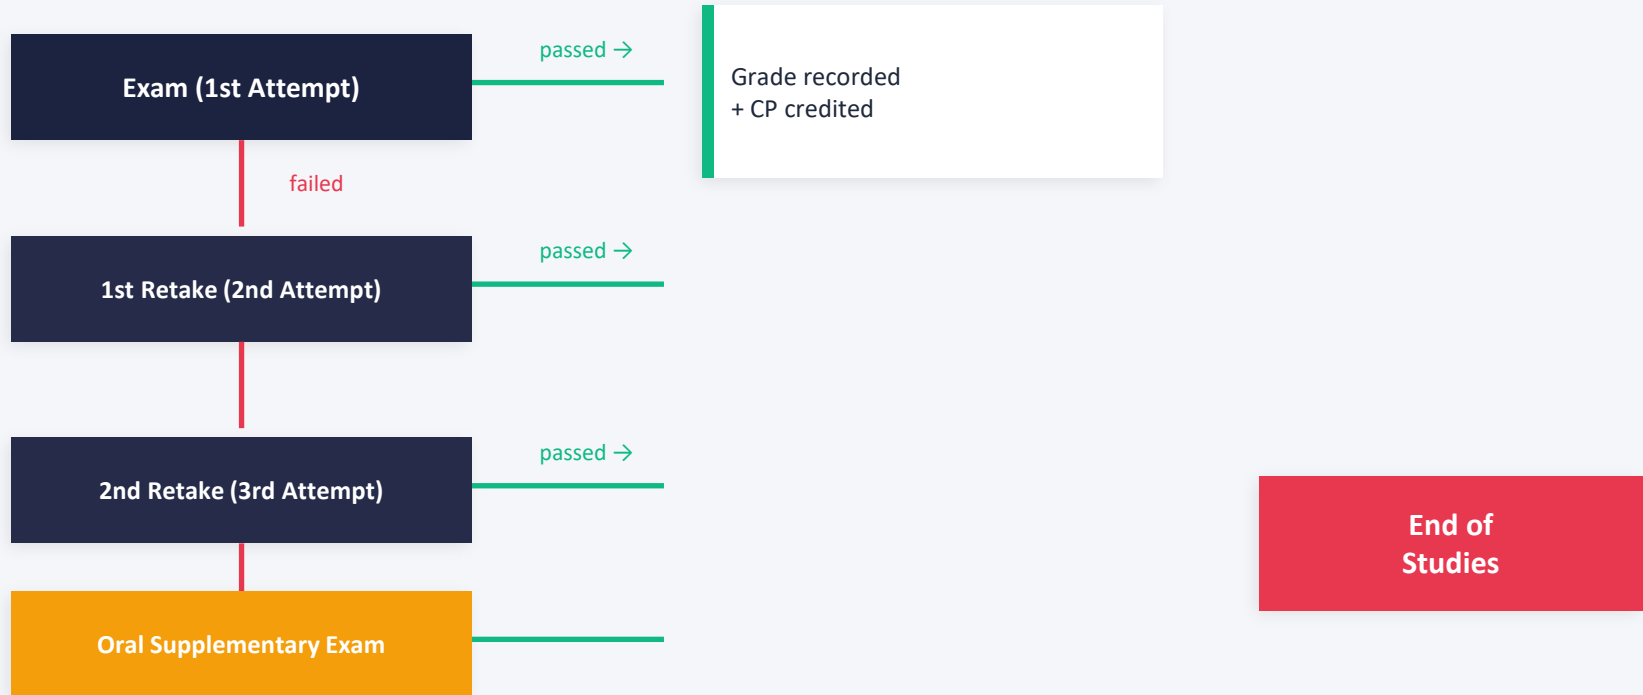 Exam (1st Attempt)
passed →
Grade recorded
+ CP credited
failed
1st Retake (2nd Attempt)
passed →
2nd Retake (3rd Attempt)
passed →
End of
Studies
Oral Supplementary Exam